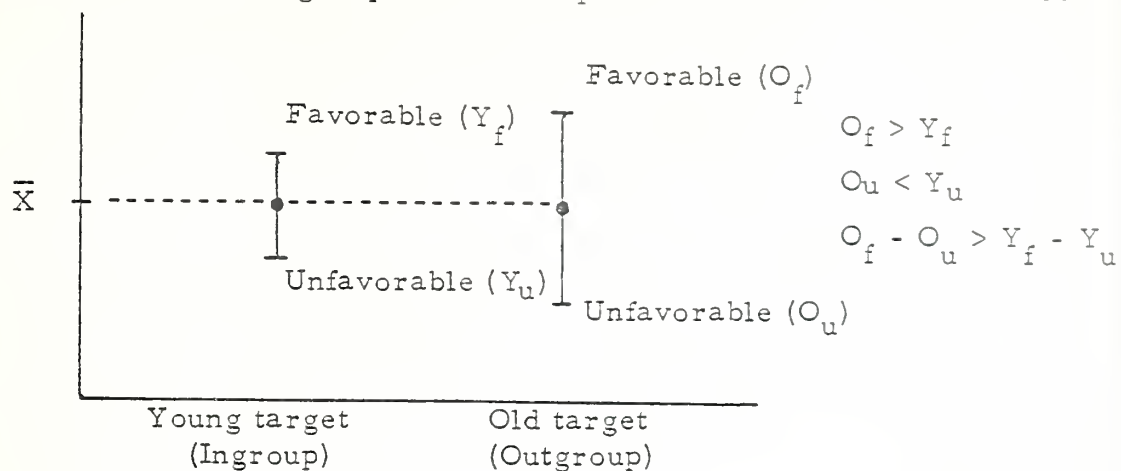 Favorable (O_f)
Favorable (Y_f)
O_f > Y_f
X̄
O_u < Y_u
O_f - O_u > Y_f - Y_u
Unfavorable (Y_u)
Unfavorable (O_u)
Young target
(Ingroup)
Old target
(Outgroup)